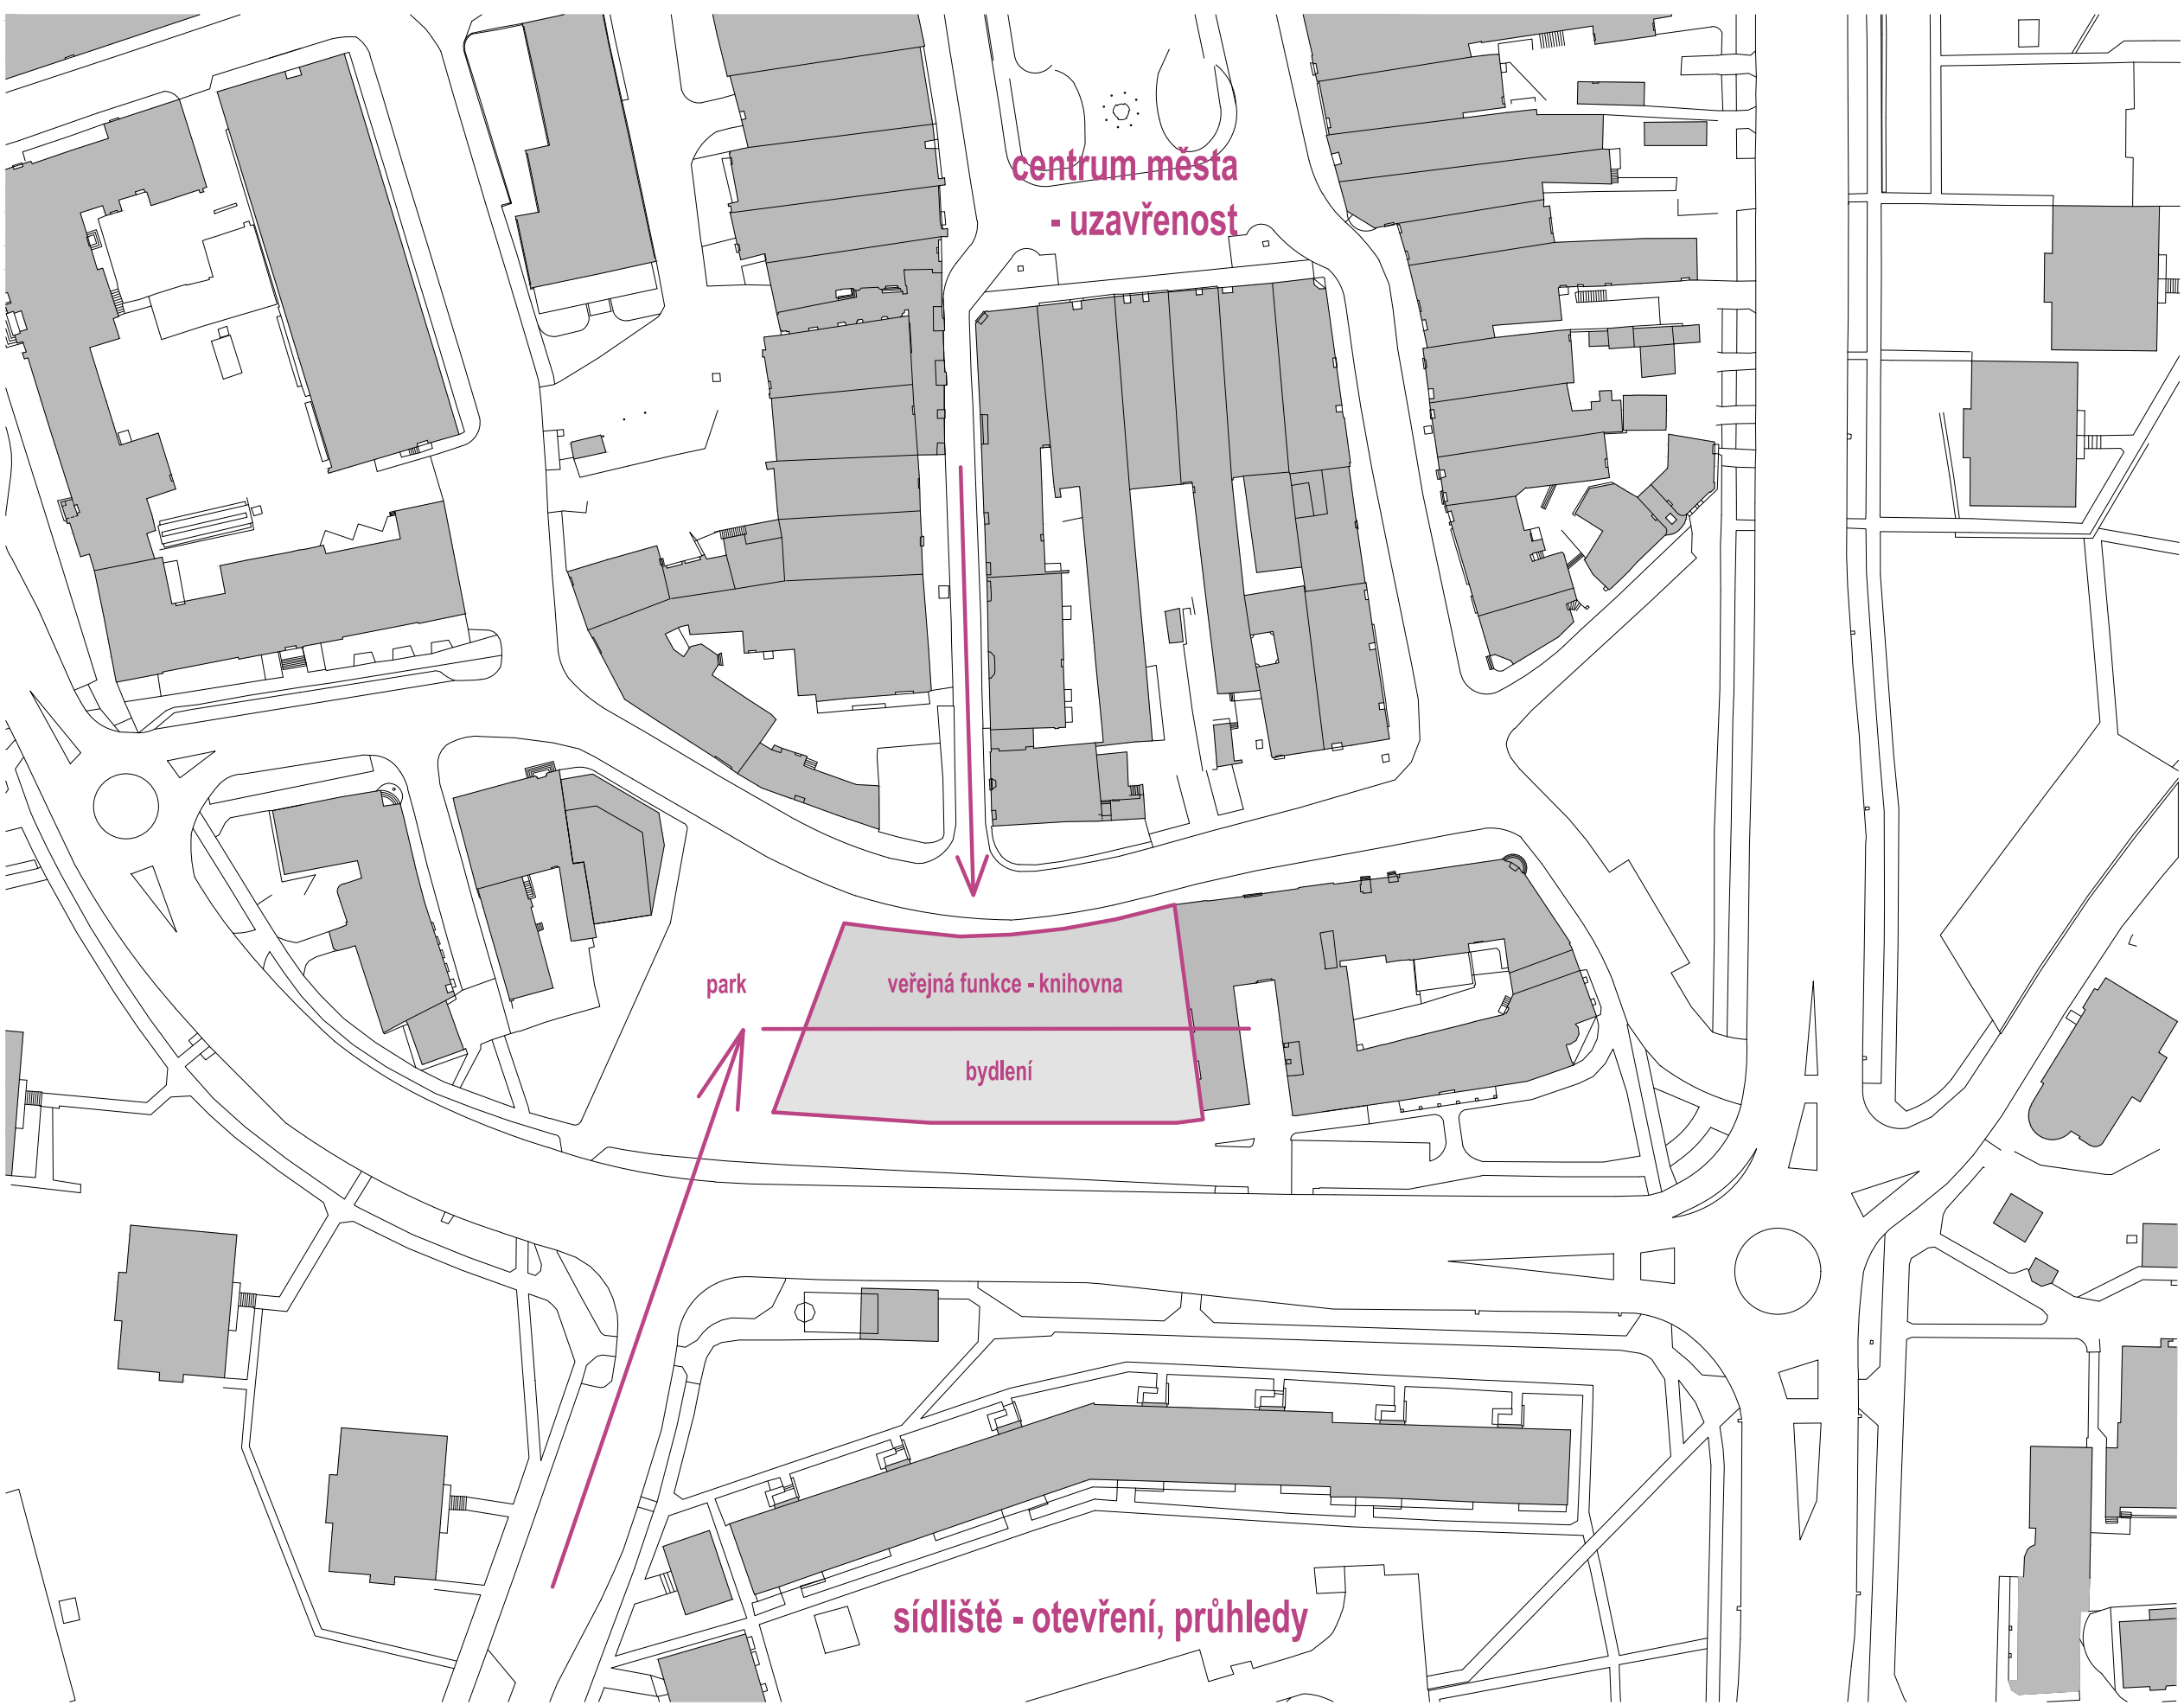 centrum města
- uzavřenost
park
veřejná funkce - knihovna
bydlení
sídliště - otevření, průhledy